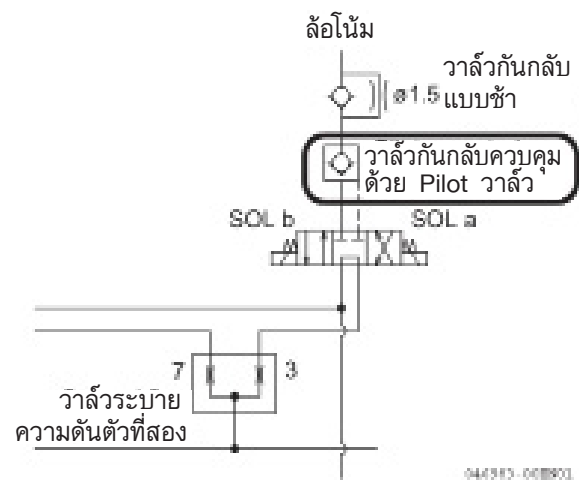 ล้อโน้ม
วาล์วกันกลับ
แบบช้า
ø1.5
วาล์วกันกลับควบคุม
ด้วย Pilot วาล์ว
SOL b
SOL a
7
3
วาล์วระบาย
ความดันตัวที่สอง